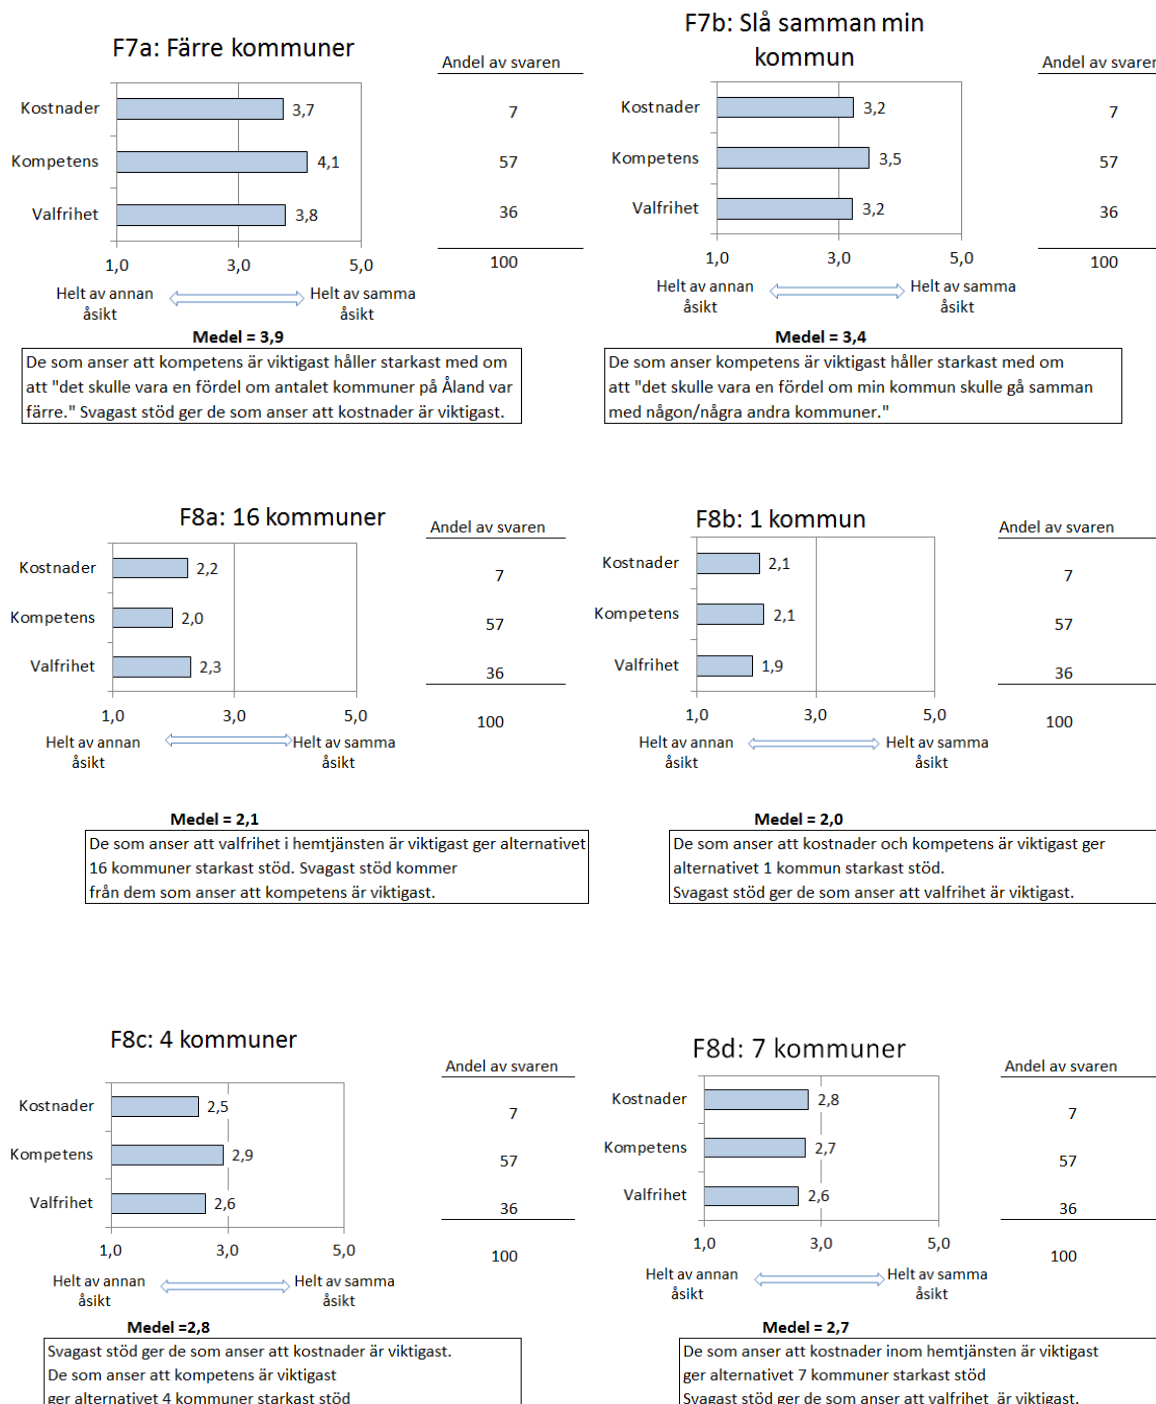 F7a: Färre kommuner
Andel av svaren
Kostnader 3,7 7
Kompetens 4,1 57
Valfrihet 3,8 36
1,0 3,0 5,0 100
Helt av annan Helt av samma
åsikt åsikt
Medel = 3,9
De som anser att kompetens är viktigast håller starkast med om
att "det skulle vara en fördel om antalet kommuner på Åland var
färre." Svagast stöd ger de som anser att kostnader är viktigast.
F7b: Slå samman min
kommun
Andel av svaren
Kostnader 3,2 7
Kompetens 3,5 57
Valfrihet 3,2 36
1,0 3,0 5,0 100
Helt av annan Helt av samma
åsikt åsikt
Medel = 3,4
De som anser kompetens är viktigast håller starkast med om
att "det skulle vara en fördel om min kommun skulle gå samman
med någon/några andra kommuner."
F8a: 16 kommuner
Andel av svaren
Kostnader 2,2 7
Kompetens 2,0 57
Valfrihet 2,3 36
1,0 3,0 5,0 100
Helt av annan Helt av samma
åsikt åsikt
Medel = 2,1
De som anser att valfrihet i hemtjänsten är viktigast ger alternativet
16 kommuner starkast stöd. Svagast stöd kommer
från dem som anser att kompetens är viktigast.
F8b: 1 kommun
Andel av svaren
Kostnader 2,1 7
Kompetens 2,1 57
Valfrihet 1,9 36
1,0 3,0 5,0 100
Helt av annan Helt av samma
åsikt åsikt
Medel = 2,0
De som anser att kostnader och kompetens är viktigast ger
alternativet 1 kommun starkast stöd.
Svagast stöd ger de som anser att valfrihet är viktigast.
F8c: 4 kommuner
Andel av svaren
Kostnader 2,5 7
Kompetens 2,9 57
Valfrihet 2,6 36
1,0 3,0 5,0 100
Helt av annan Helt av samma
åsikt åsikt
Medel =2,8
Svagast stöd ger de som anser att kostnader är viktigast.
De som anser att kompetens är viktigast
ger alternativet 4 kommuner starkast stöd
F8d: 7 kommuner
Andel av svaren
Kostnader 2,8 7
Kompetens 2,7 57
Valfrihet 2,6 36
1,0 3,0 5,0 100
Helt av annan Helt av samma
åsikt åsikt
Medel = 2,7
De som anser att kostnader inom hemtjänsten är viktigast
ger alternativet 7 kommuner starkast stöd
Svagast stöd ger de som anser att valfrihet är viktigast.